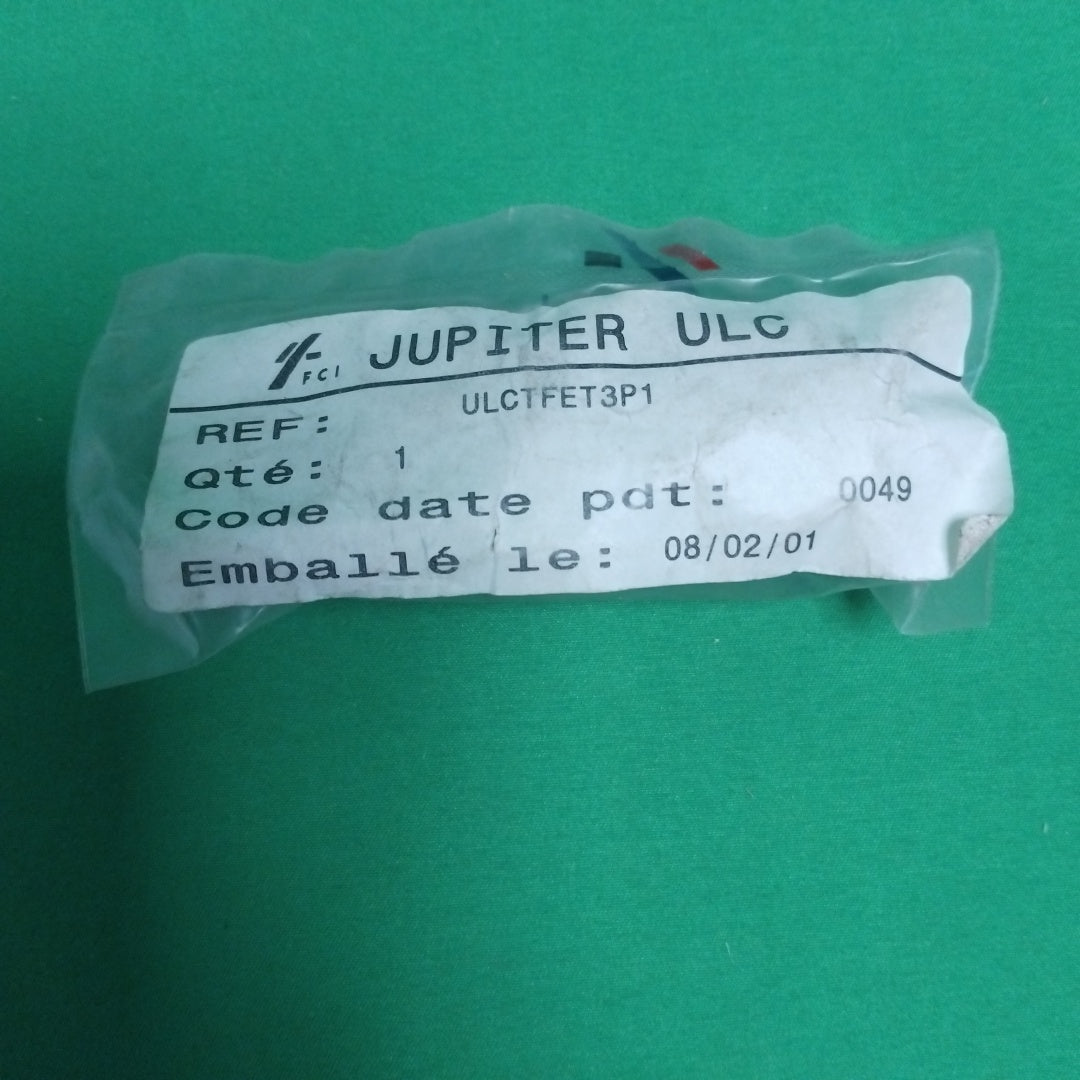 FCI JUPITER ULC
REF: ULCTFET3P1
Qté: 1
Code date pdt: 0049
Emballé le: 08/02/01